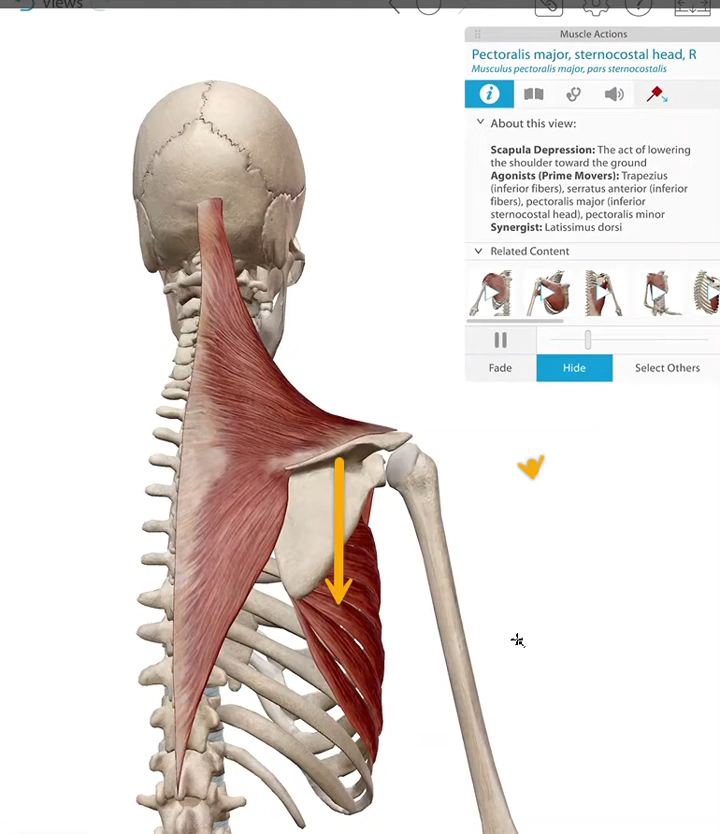 Views
Muscle Actions
Pectoralis major, sternocostal head, R
Musculus pectoralis major, pars sternocostalis
About this view:
Scapula Depression: The act of lowering
the shoulder toward the ground
Agonists (Prime Movers): Trapezius
(inferior fibers), serratus anterior (inferior
fibers), pectoralis major (inferior
sternocostal head), pectoralis minor
Synergist: Latissimus dorsi
Related Content
Fade
Hide
Select Others